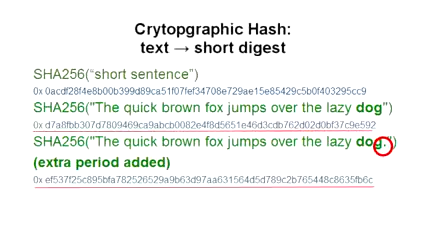 Crytopgraphic Hash:
text → short digest
SHA256("short sentence")
0x 0acdf28f4e8b00b399d89ca51f07fef34708e729ae15e85429c5b0f403295cc9
SHA256("The quick brown fox jumps over the lazy dog")
0x d7a8fbb307d7809469ca9abcb0082e4f8d5651e46d3cdb762d02d0bf37c9e592
SHA256("The quick brown fox jumps over the lazy dog.")
(extra period added)
0x ef537f25c895bfa782526529a9b63d97aa631564d5d789c2b765448c8635fb6c